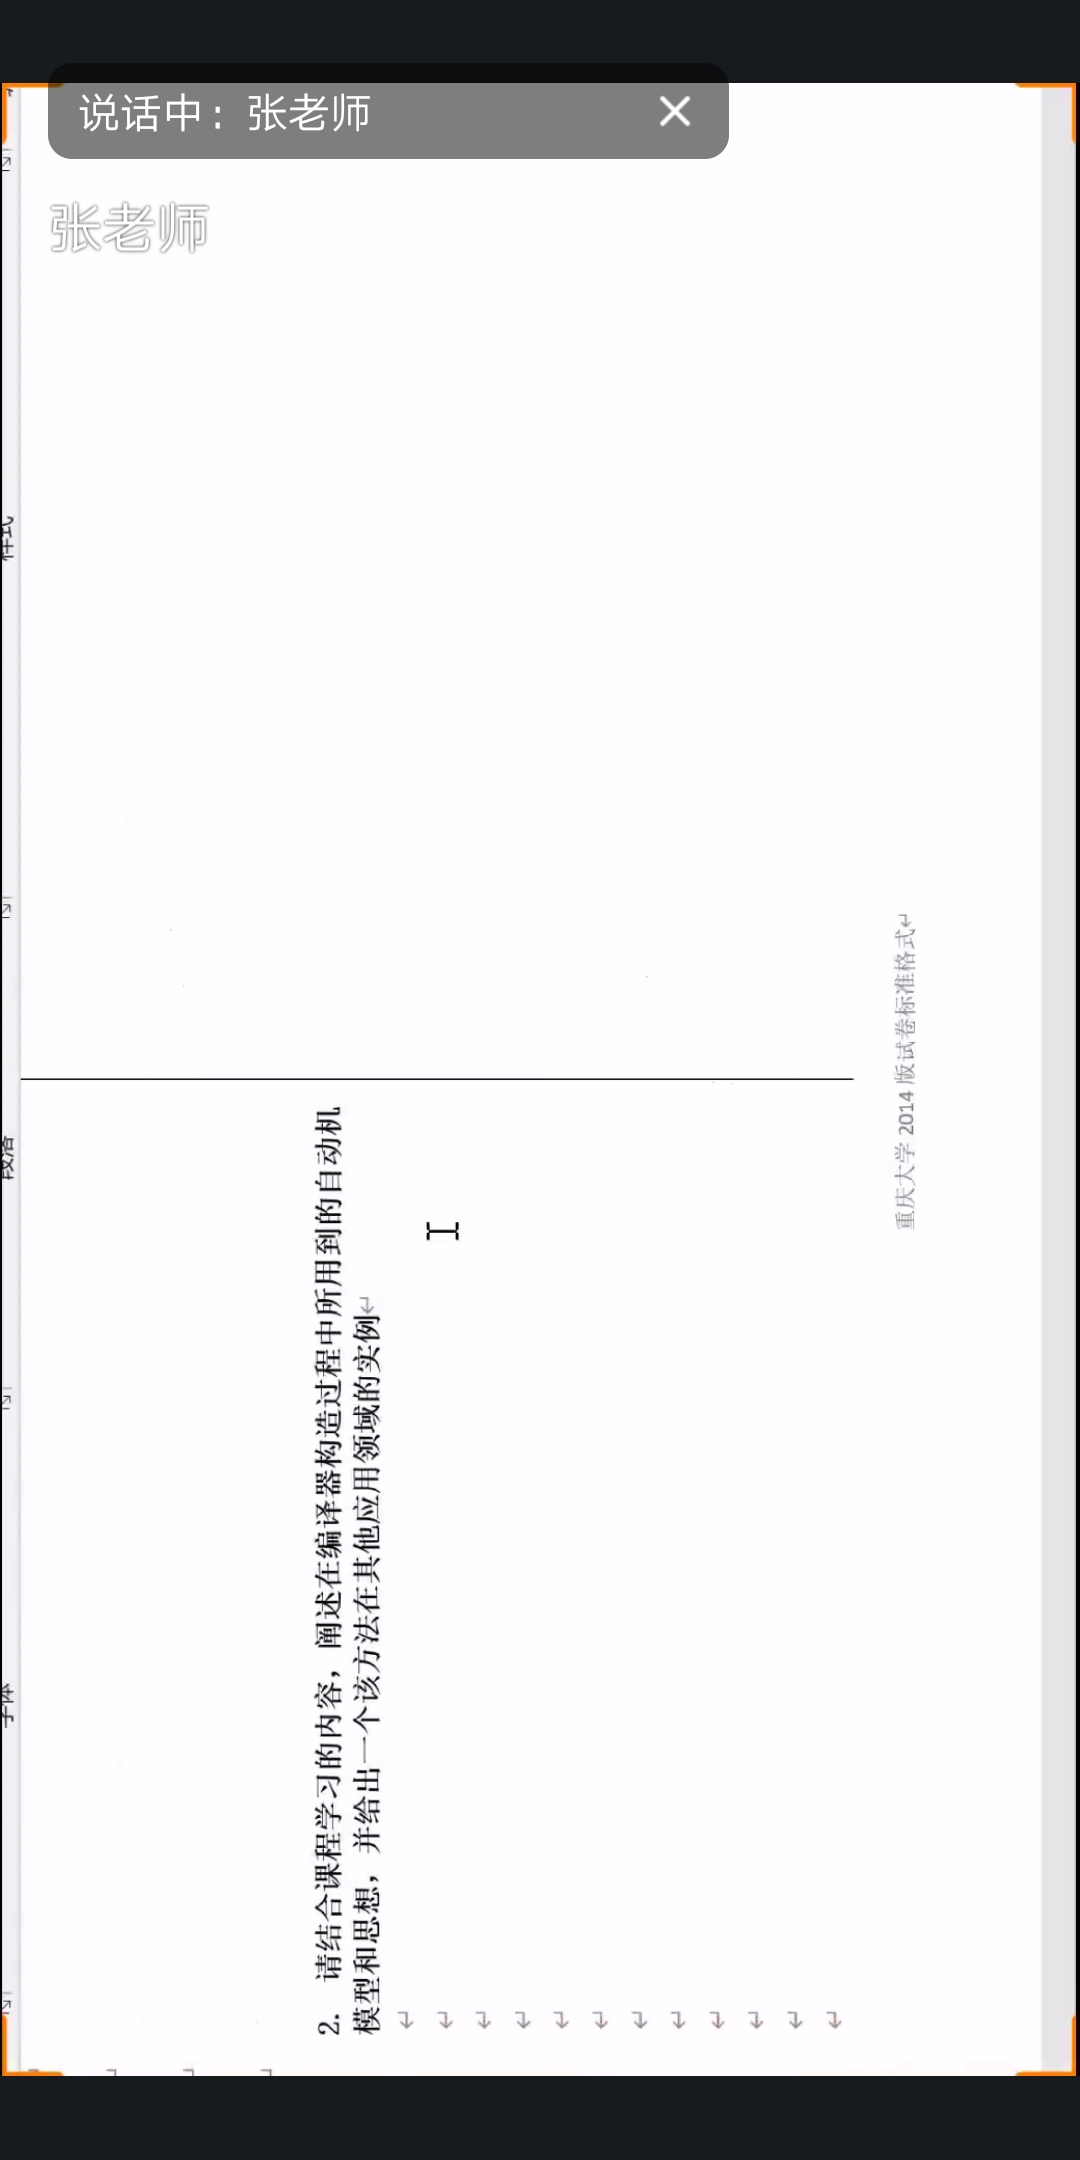 字体 段落 样式
张老师
说话中：张老师
2. 请结合课程学习的内容，阐述在编译器构造过程中所用到的自动机
模型和思想，并给出一个该方法在其他应用领域的实例
重庆大学 2014 版试卷标准格式